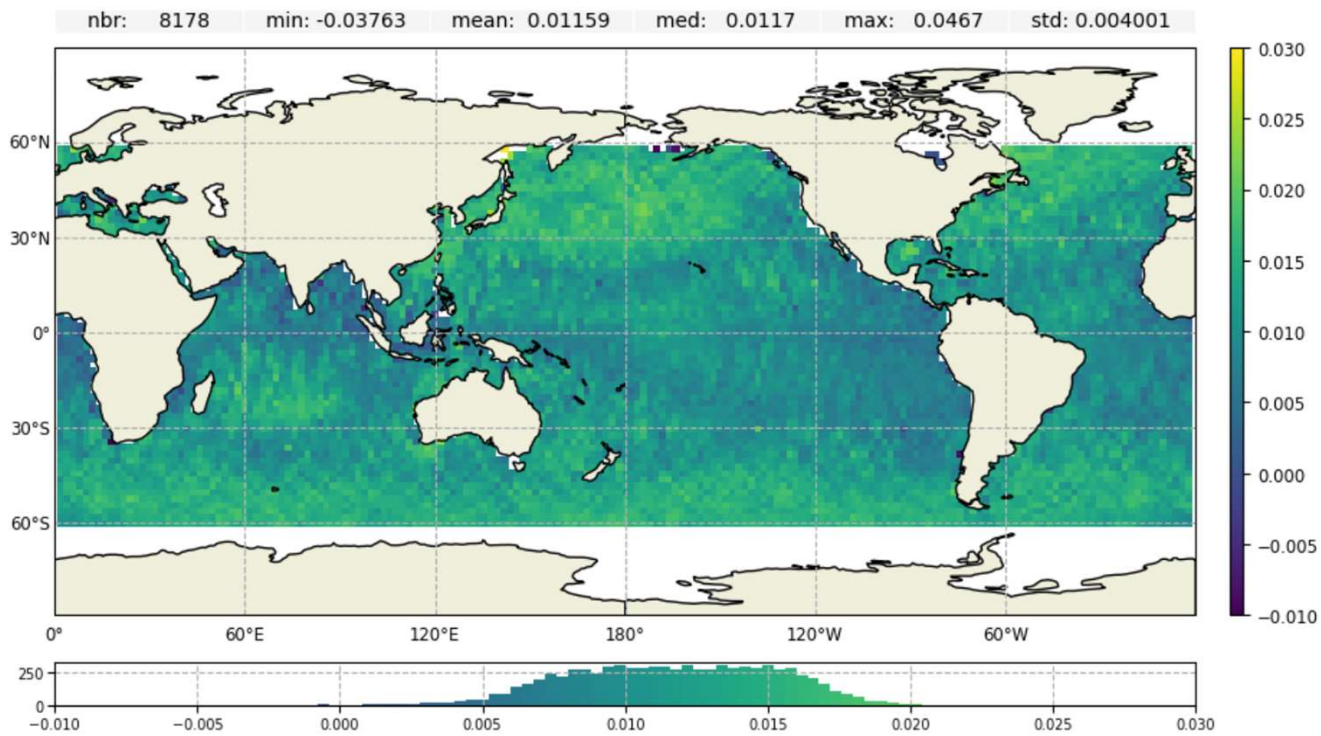 nbr: 8178 min: -0.03763 mean: 0.01159 med: 0.0117 max: 0.0467 std: 0.004001
0.030
0.025
60°N
0.020
30°N
0.015
0°
0.010
0.005
30°S
0.000
60°S
−0.005
−0.010
0° 60°E 120°E 180° 120°W 60°W
250
0
−0.010 −0.005 0.000 0.005 0.010 0.015 0.020 0.025 0.030